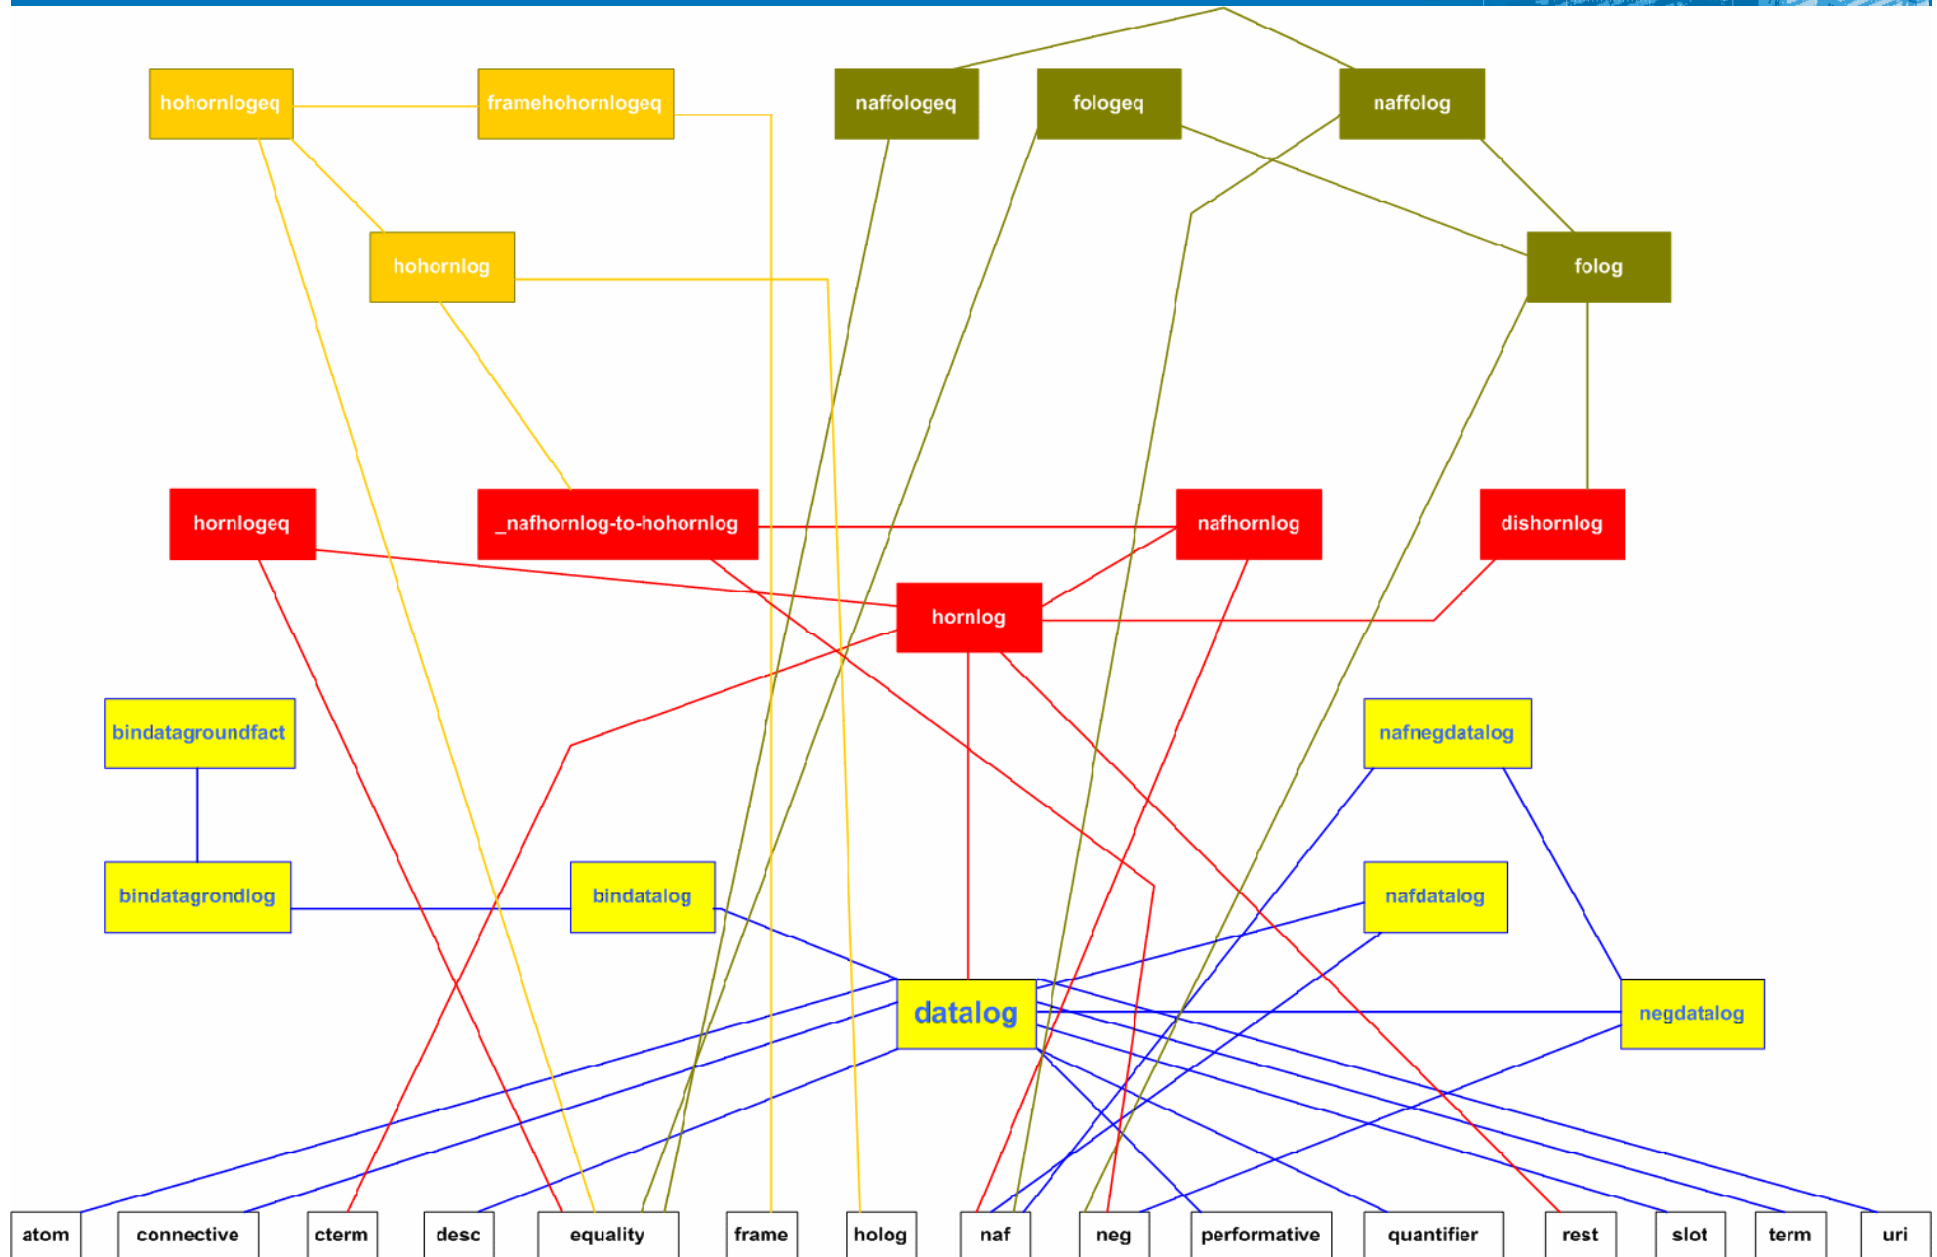 hohornlogeq
framehohornlogeq
naffologeq
fologeq
naffolog
hohornlog
folog
hornlogeq
_nafhornlog-to-hohornlog
nafhornlog
dishornlog
hornlog
bindatagroundfact
nafnegdatalog
bindatagrondlog
bindatalog
nafdatalog
datalog
negdatalog
atom
connective
cterm
desc
equality
frame
holog
naf
neg
performative
quantifier
rest
slot
term
uri